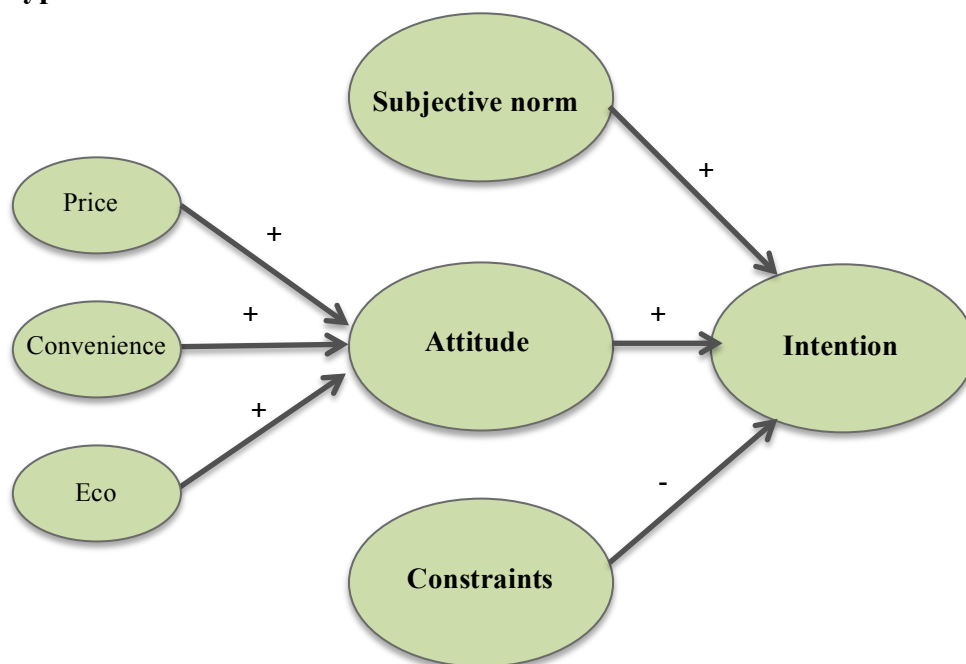 Subjective norm
+
Price
+
+
Convenience
Attitude
+
Intention
+
Eco
-
Constraints